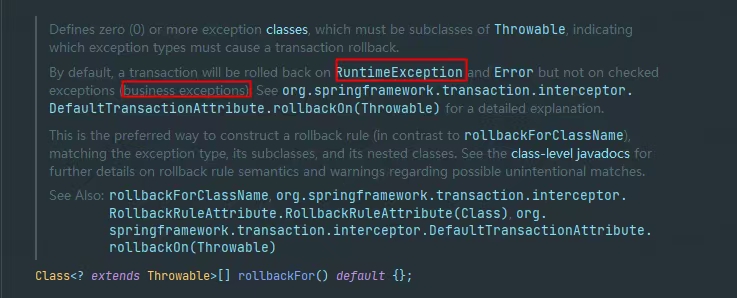 Defines zero (0) or more exception classes, which must be subclasses of Throwable, indicating
which exception types must cause a transaction rollback.
By default, a transaction will be rolled back on RuntimeException and Error but not on checked
exceptions (business exceptions). See org.springframework.transaction.interceptor.
DefaultTransactionAttribute.rollbackOn(Throwable) for a detailed explanation.
This is the preferred way to construct a rollback rule (in contrast to rollbackForClassName),
matching the exception type, its subclasses, and its nested classes. See the class-level javadocs for
further details on rollback rule semantics and warnings regarding possible unintentional matches.
See Also: rollbackForClassName, org.springframework.transaction.interceptor.
RollbackRuleAttribute.RollbackRuleAttribute(Class), org.
springframework.transaction.interceptor.DefaultTransactionAttribute.
rollbackOn(Throwable)
Class<? extends Throwable>[] rollbackFor() default {};